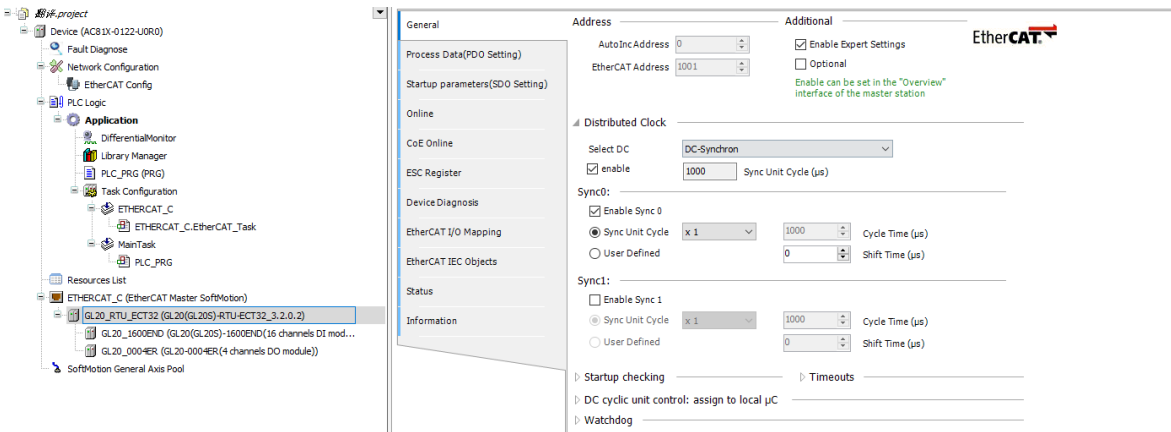 翻译.project
Device (AC81X-0122-U0R0)
Fault Diagnose
Network Configuration
EtherCAT Config
PLC Logic
Application
DifferentialMonitor
Library Manager
PLC_PRG (PRG)
Task Configuration
ETHERCAT_C
ETHERCAT_C.EtherCAT_Task
MainTask
PLC_PRG
Resources List
ETHERCAT_C (EtherCAT Master SoftMotion)
GL20_RTU_ECT32 (GL20(GL20S)-RTU-ECT32_3.2.0.2)
GL20_1600END (GL20(GL20S)-1600END(16 channels DI mod...
GL20_0004ER (GL20-0004ER(4 channels DO module))
SoftMotion General Axis Pool
General
Process Data(PDO Setting)
Startup parameters(SDO Setting)
Online
CoE Online
ESC Register
Device Diagnosis
EtherCAT I/O Mapping
EtherCAT IEC Objects
Status
Information
Address
AutoInc Address 0
EtherCAT Address 1001
Additional
Enable Expert Settings
Optional
Enable can be set in the "Overview"
interface of the master station
EtherCAT.
Distributed Clock
Select DC DC-Synchron
enable 1000 Sync Unit Cycle (µs)
Sync0:
Enable Sync 0
Sync Unit Cycle x 1 1000 Cycle Time (µs)
User Defined 0 Shift Time (µs)
Sync1:
Enable Sync 1
Sync Unit Cycle x 1 1000 Cycle Time (µs)
User Defined 0 Shift Time (µs)
Startup checking Timeouts
DC cyclic unit control: assign to local µC
Watchdog